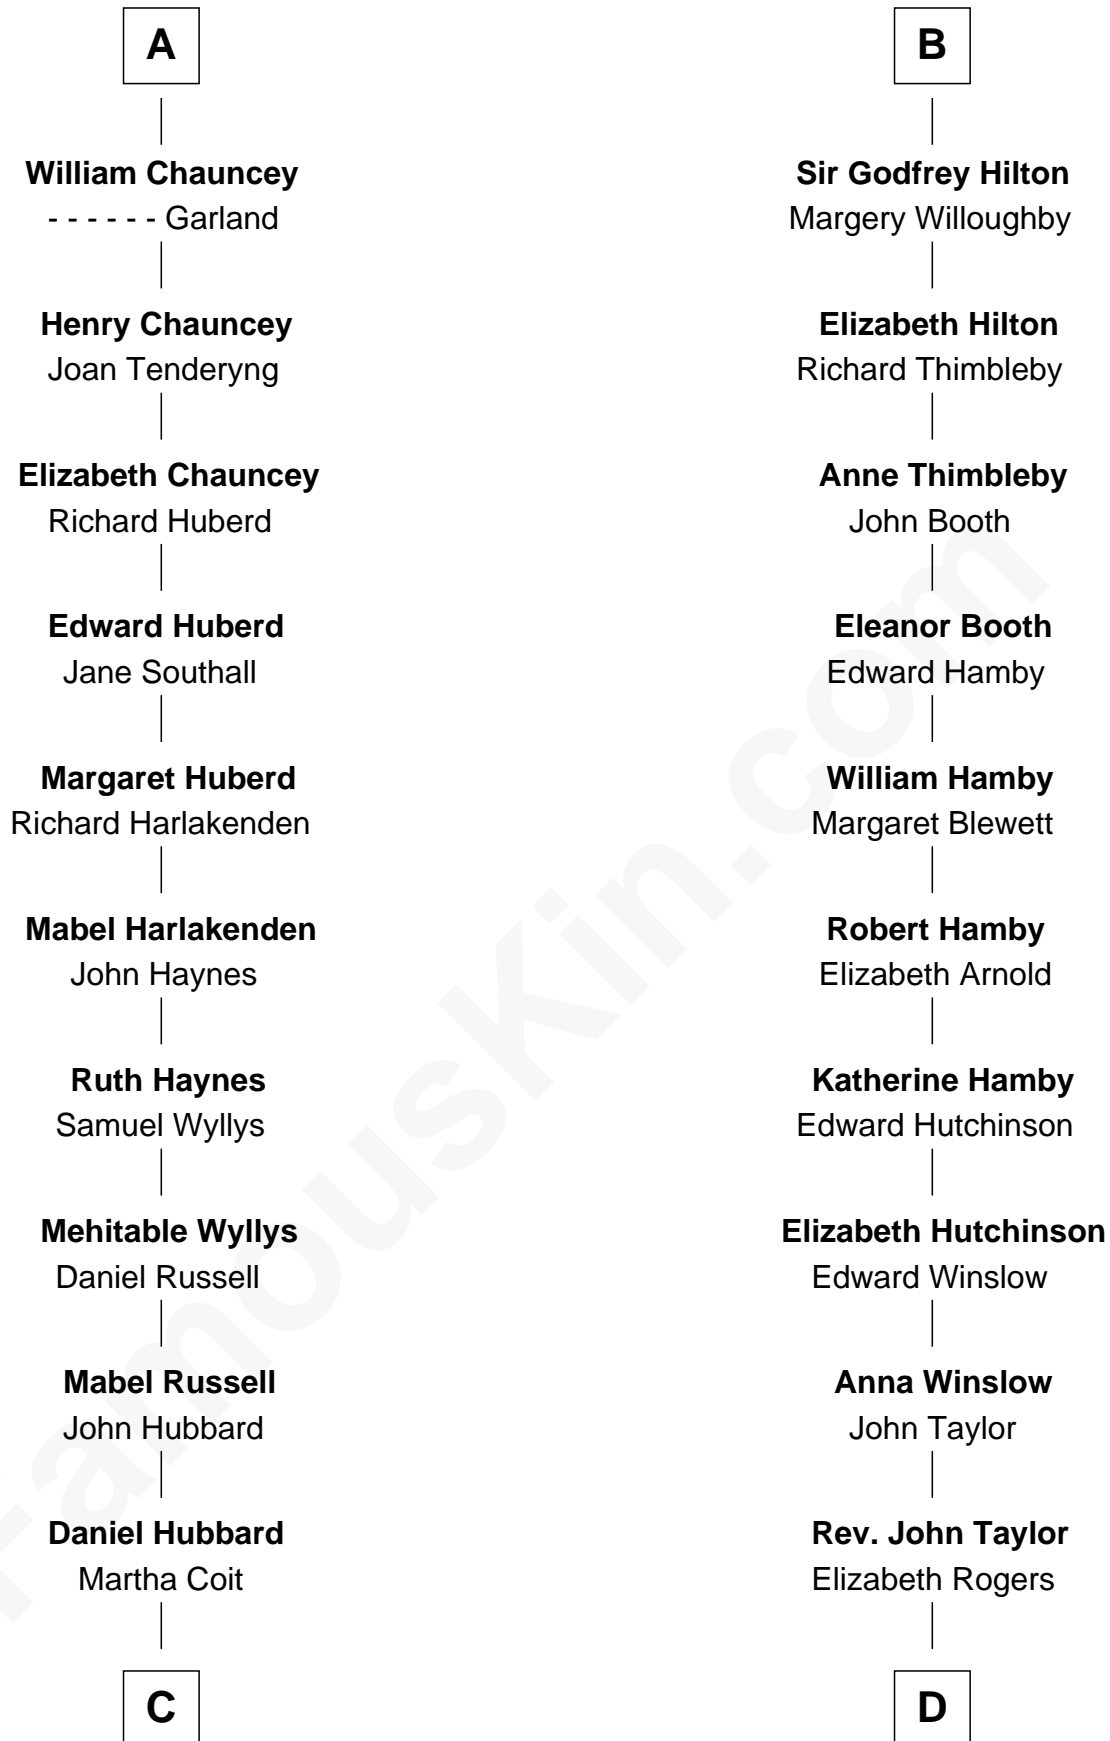 A
William Chauncey
- - - - - - Garland
Henry Chauncey
Joan Tenderyng
Elizabeth Chauncey
Richard Huberd
Edward Huberd
Jane Southall
Margaret Huberd
Richard Harlakenden
Mabel Harlakenden
John Haynes
Ruth Haynes
Samuel Wyllys
Mehitable Wyllys
Daniel Russell
Mabel Russell
John Hubbard
Daniel Hubbard
Martha Coit
C
B
Sir Godfrey Hilton
Margery Willoughby
Elizabeth Hilton
Richard Thimbleby
Anne Thimbleby
John Booth
Eleanor Booth
Edward Hamby
William Hamby
Margaret Blewett
Robert Hamby
Elizabeth Arnold
Katherine Hamby
Edward Hutchinson
Elizabeth Hutchinson
Edward Winslow
Anna Winslow
John Taylor
Rev. John Taylor
Elizabeth Rogers
D
FamousKin.com